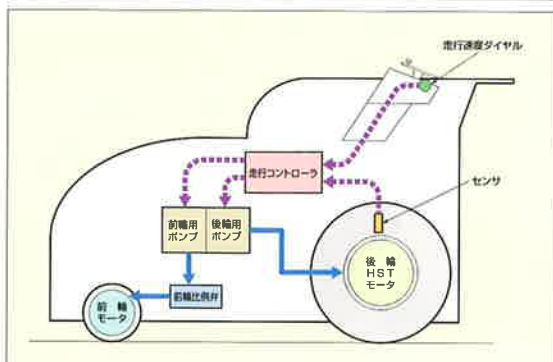 走行速度ダイヤル
走行コントローラ
センサ
前輪用
ポンプ
後輪用
ポンプ
後輪
HST
モータ
前輪比例弁
前輪
モータ